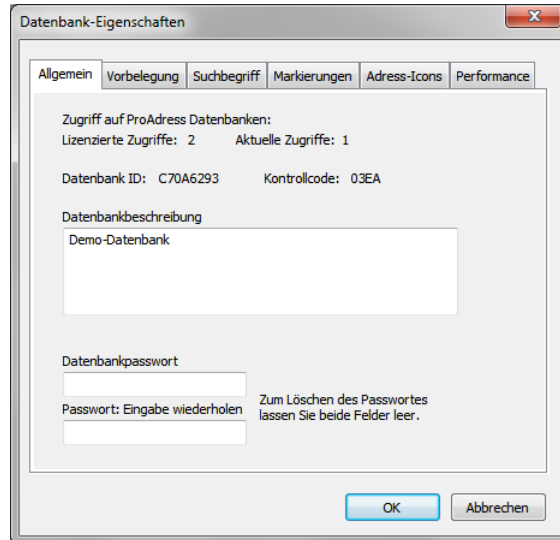 Datenbank-Eigenschaften
Allgemein Vorbelegung Suchbegriff Markierungen Adress-Icons Performance
Zugriff auf ProAdress Datenbanken:
Lizenzierte Zugriffe: 2 Aktuelle Zugriffe: 1
Datenbank ID: C70A6293 Kontrollcode: 03EA
Datenbankbeschreibung
Demo-Datenbank
Datenbankpasswort
Passwort: Eingabe wiederholen
Zum Löschen des Passwortes
lassen Sie beide Felder leer.
OK Abbrechen